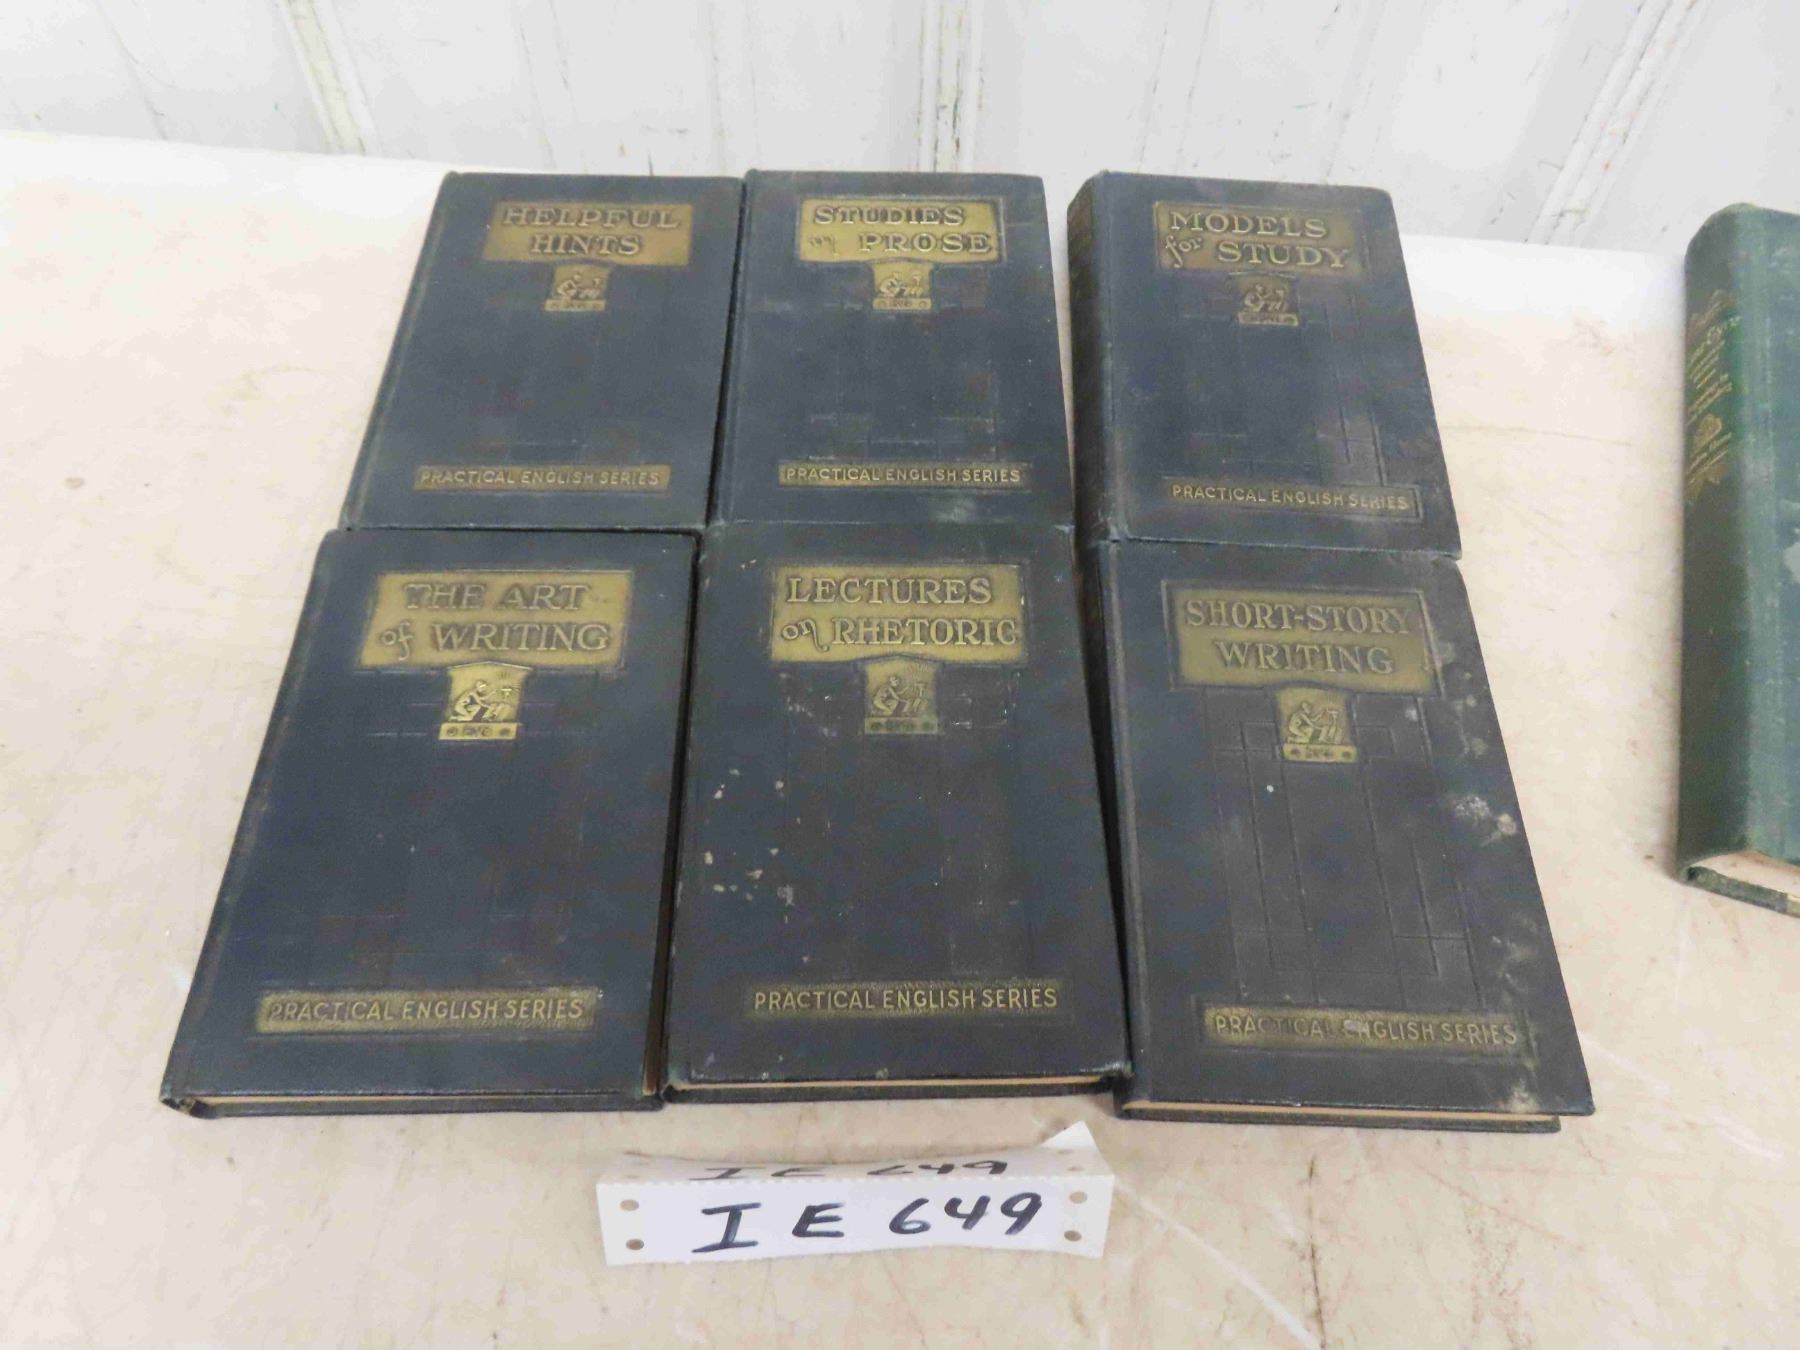 HELPFUL
HINTS
PRACTICAL ENGLISH SERIES
STUDIES
in PROSE
PRACTICAL ENGLISH SERIES
MODELS
for STUDY
PRACTICAL ENGLISH SERIES
THE ART
of WRITING
PRACTICAL ENGLISH SERIES
LECTURES
on RHETORIC
PRACTICAL ENGLISH SERIES
SHORT-STORY
WRITING
PRACTICAL ENGLISH SERIES
IE 649
IE 649